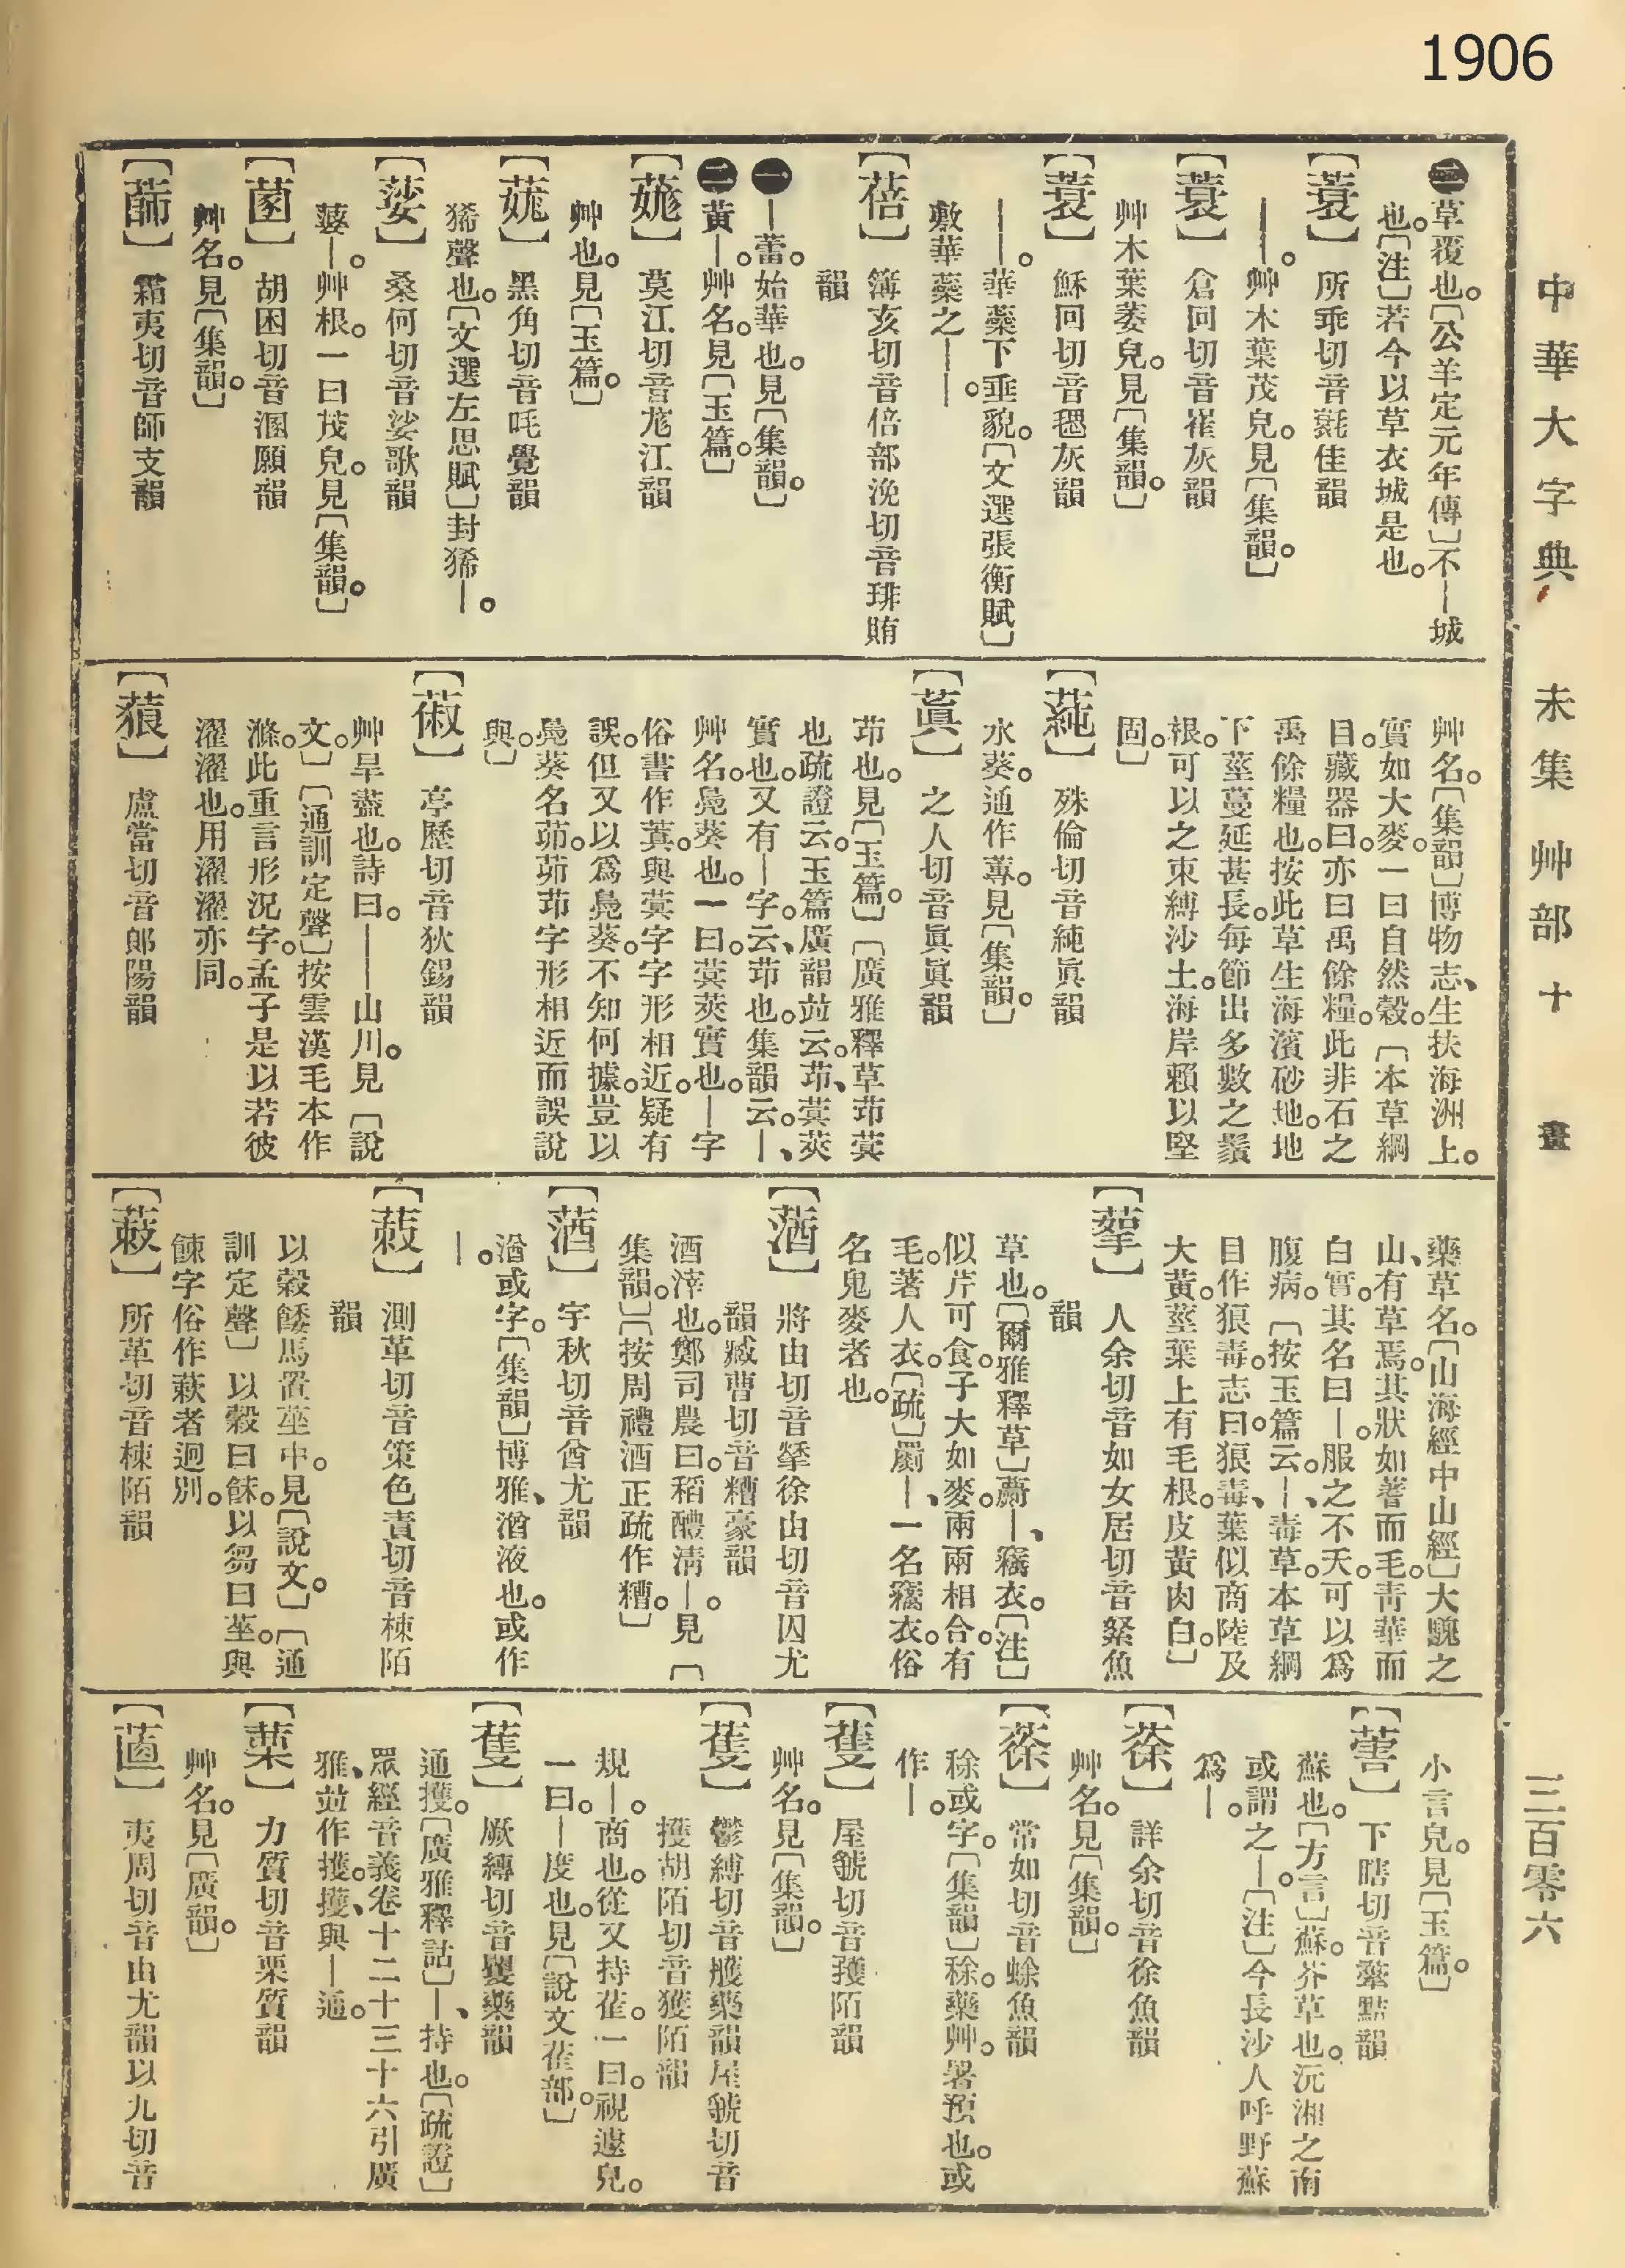 1906
中華大字典 未集 艸部 十畫 三百零六
㊂草覆也。〔公羊定元年傳〕不—城
也。〔注〕若今以草衣城是也。
【蓑】所乖切音毸佳韻
——。艸木葉茂皃。見〔集韻。〕
【蓑】倉回切音崔灰韻
艸木葉萎皃。見〔集韻。〕
【蓑】穌回切音毸灰韻
——。華蘂下垂貌。〔文選張衡賦〕
敷華蘂之——。
【蓓】簿亥切音倍部浼切音琲賄
韻
㊀—蕾。始華也。見〔集韻。〕
㊁黃—。艸名。見〔玉篇。〕
【蓩】莫江切音尨江韻
艸也。見〔玉篇。〕
【蓩】黑角切音吒覺韻
狶聲也。〔文選左思賦〕封狶—。
【蒤】桑何切音娑歌韻
蔢—。艸根。一曰茂皃。見〔集韻。〕
【䔇】胡困切音溷願韻
艸名。見〔集韻。〕
【蒒】霜夷切音師支韻
艸名。〔集韻〕博物志、生扶海洲上。
實如大麥。一曰自然穀。〔本草綱
目。藏器曰。亦曰禹餘糧。此非石之
禹餘糧也。按此草生海濱砂地。地
下莖蔓延甚長。每節出多數之鬚
根。可以之束縛沙土。海岸賴以堅
固。〕
【蒓】殊倫切音純眞韻
水葵。通作蓴。見〔集韻。〕
【蒖】之人切音眞眞韻
茆也。見〔玉篇。〕〔廣雅釋草茆蓂
也疏證云。玉篇廣韻竝云。茆、蓂莢
實也。又有—字。云、茆也。集韻云。—、
艸名。鳧葵也。一曰。蓂莢實也。—字
俗書作蒖。與蓂字字形相近。疑有
誤。但又以爲鳧葵。不知何據。豈以
鳧葵名茆。茆茆字形相近而誤說
與。〕
【蔋】亭歷切音狄錫韻
艸旱盡也。詩曰。——山川。見〔說
文。〕〔通訓定聲〕按雲漢毛本作
滌。此重言形況字。孟子是以若彼
濯濯也。用濯濯亦同。
【蓈】盧當切音郎陽韻
藥草名。〔山海經中山經〕大騩之
山、有草焉。其狀如蓍而毛。靑華而
白實。其名曰—。服之不夭。可以爲
腹病。〔按玉篇云。—、毒草。本草綱
目作狼毒。志曰。狼毒、葉似商陸及
大黃。莖葉上有毛。根皮黃肉白。〕
【蒘】人余切音如女居切音絮魚
韻
草也。〔爾雅釋草〕蘮—、竊衣。〔注〕
似芹可食。子大如麥。兩兩相合。有
毛。著人衣。〔疏〕蘮—、一名竊衣。俗
名鬼麥者也。
【蒩】將由切音揫徐由切音囚尤
韻臧曹切音糟豪韻
酒滓也。鄭司農曰。稻醴淸—。見〔
集韻。〕〔按周禮酒正疏作糟。〕
【蒩】字秋切音酋尤韻
湭或字。〔集韻〕博雅、湭液也。或作
—。
【蓛】測革切音策色責切音㨒陌
韻
以穀餧馬置莝中。見〔說文。〕〔通
訓定聲〕以穀曰餗。以芻曰莝。與
餗字俗作蔌者迥別。
【蔌】所革切音㨒陌韻
小言皃。見〔玉篇。〕
【蓸】下瞎切音舝黠韻
蘇也。〔方言〕蘇。芥草也。沅湘之南
或謂之—。〔注〕今長沙人呼野蘇
爲—。
【蒣】詳余切音徐魚韻
艸名。見〔集韻。〕
【蒣】常如切音蜍魚韻
稌或字。〔集韻〕稌。藥艸。署預也。或
作—。
【蒦】屋虢切音擭陌韻
艸名。見〔集韻。〕
【蒦】鬱縛切音艧藥韻屋虢切音
擭胡陌切音獲陌韻
規—。商也。從又持萑。一曰。視遽皃。
一曰。—度也。見〔說文萑部。〕
【蒦】厥縛切音矍藥韻
通擭。〔廣雅釋詁〕—、持也。〔疏證〕
眾經音義卷十二十三十六引廣
雅、竝作擭。擭、與—通。
【蒞】力質切音栗質韻
艸名。見〔廣韻。〕
【蓾】夷周切音由尤韻以九切音